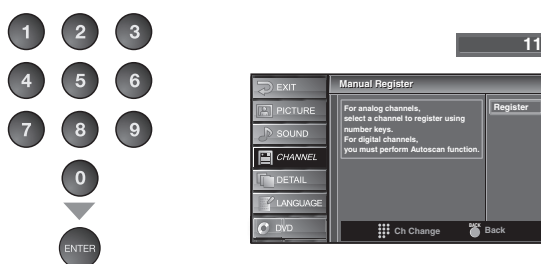 1 2 3
4 5 6
7 8 9
0
ENTER
11
EXIT
PICTURE
SOUND
CHANNEL
DETAIL
LANGUAGE
DVD
Manual Register
For analog channels,
select a channel to register using
number keys.
For digital channels,
you must perform Autoscan function.
Register
Ch Change
BACK Back